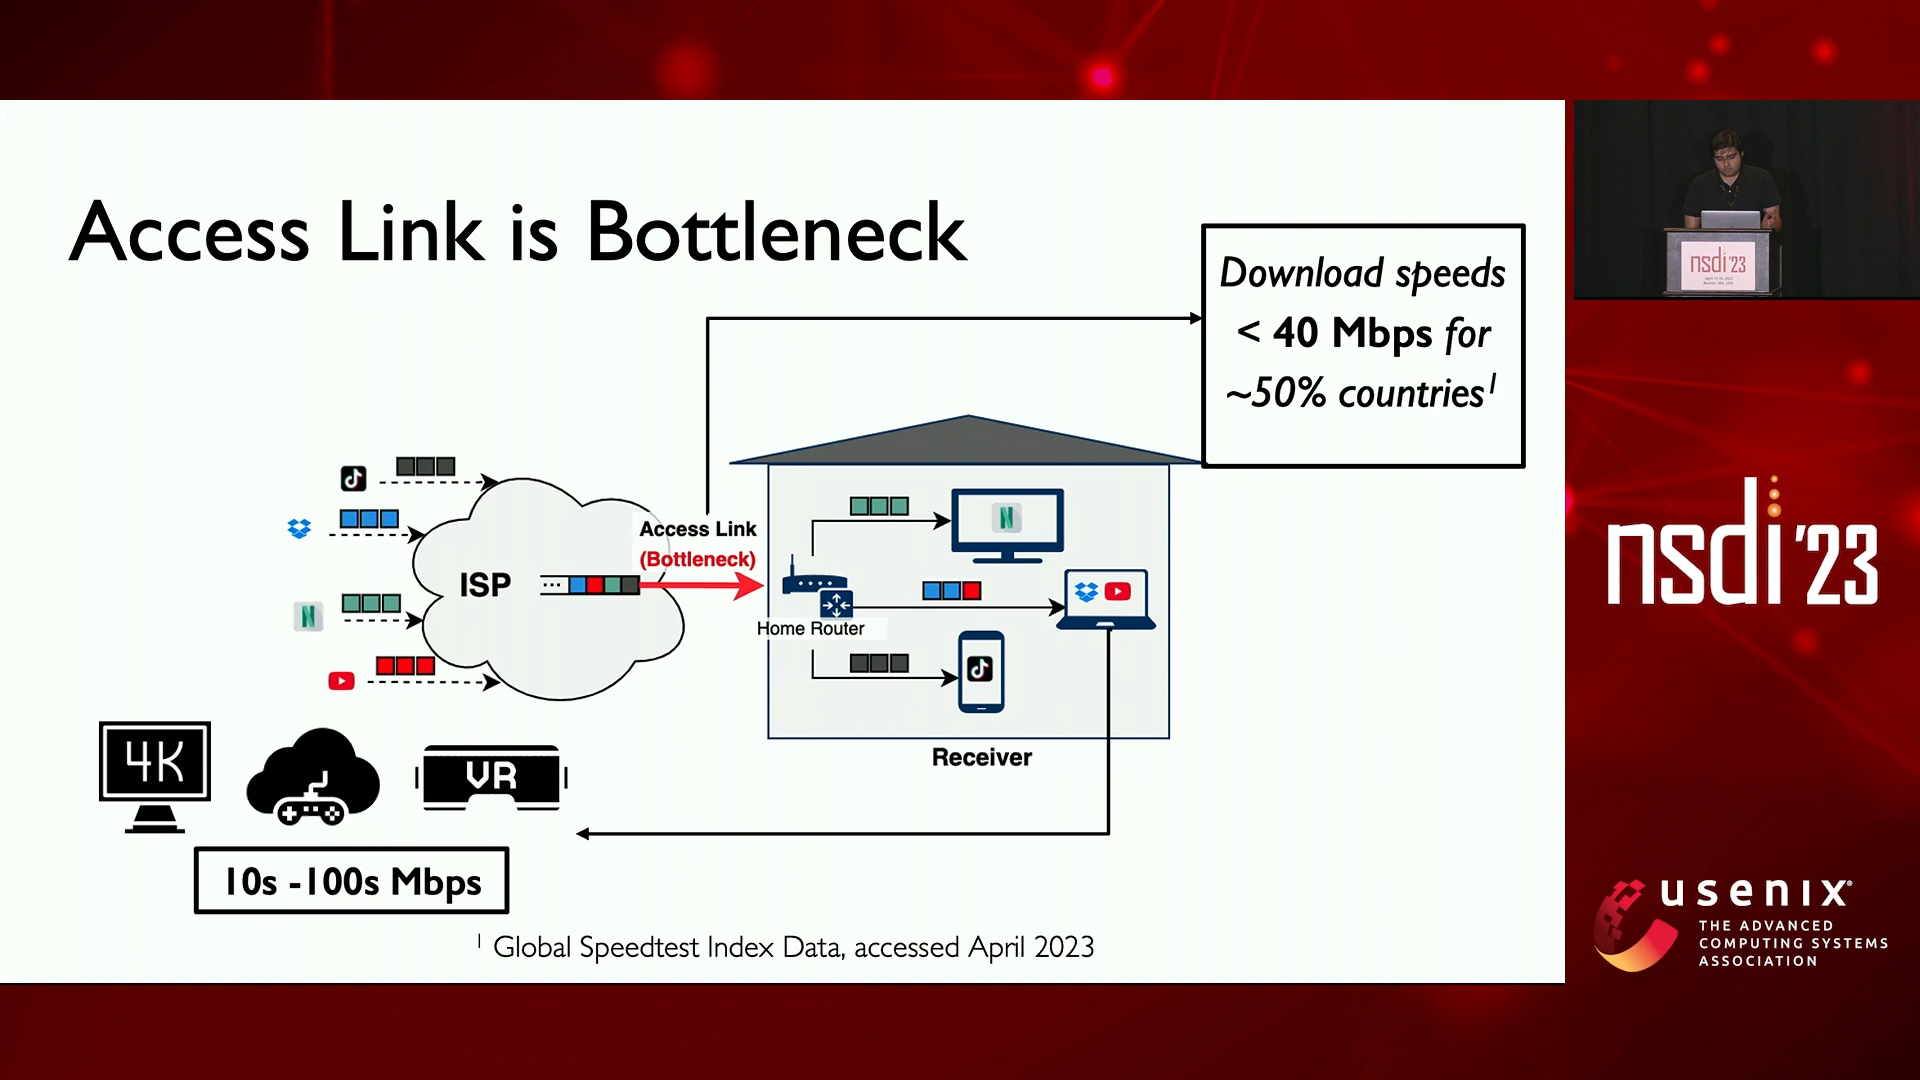 Access Link is Bottleneck
Download speeds
< 40 Mbps for
~50% countries¹
Access Link
(Bottleneck)
ISP
...
N
Home Router
N
Receiver
4K
VR
10s -100s Mbps
¹ Global Speedtest Index Data, accessed April 2023
nsdi'23
nsdi'23
usenix®
THE ADVANCED
COMPUTING SYSTEMS
ASSOCIATION